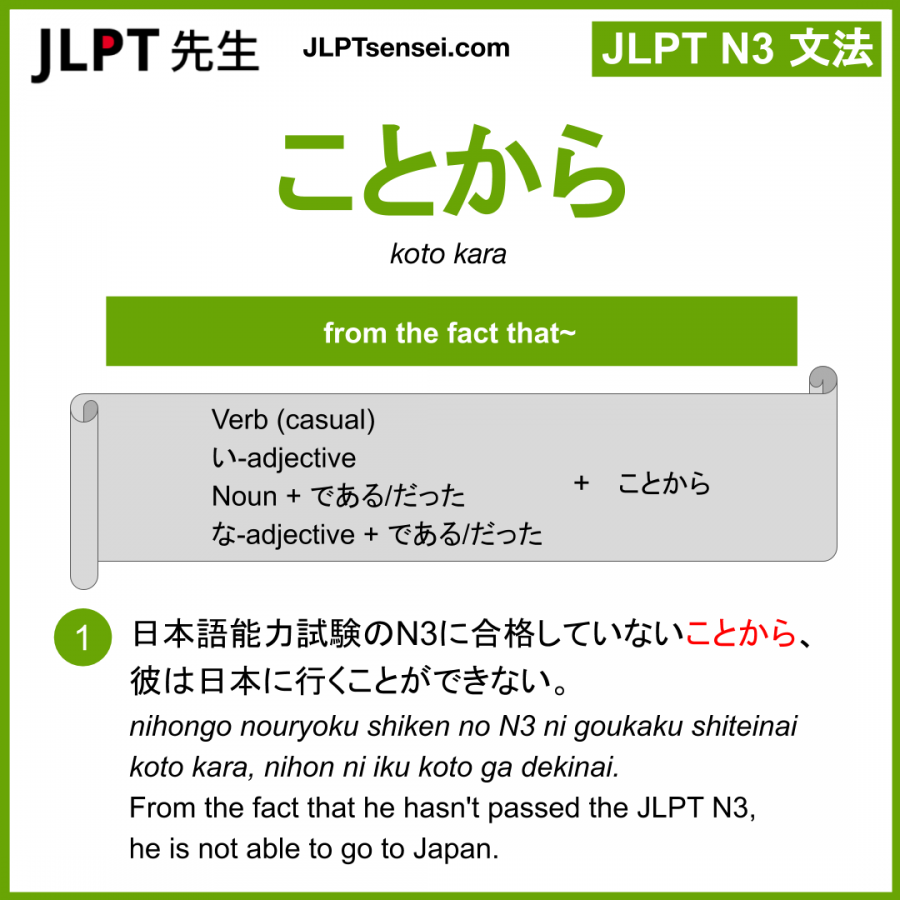 JLPT 先生
JLPTsensei.com
JLPT N3 文法
ことから
koto kara
from the fact that~
Verb (casual)
い-adjective
Noun + である/だった
な-adjective + である/だった
+ ことから
1
日本語能力試験のN3に合格していないことから、
彼は日本に行くことができない。
nihongo nouryoku shiken no N3 ni goukaku shiteinai
koto kara, nihon ni iku koto ga dekinai.
From the fact that he hasn't passed the JLPT N3,
he is not able to go to Japan.